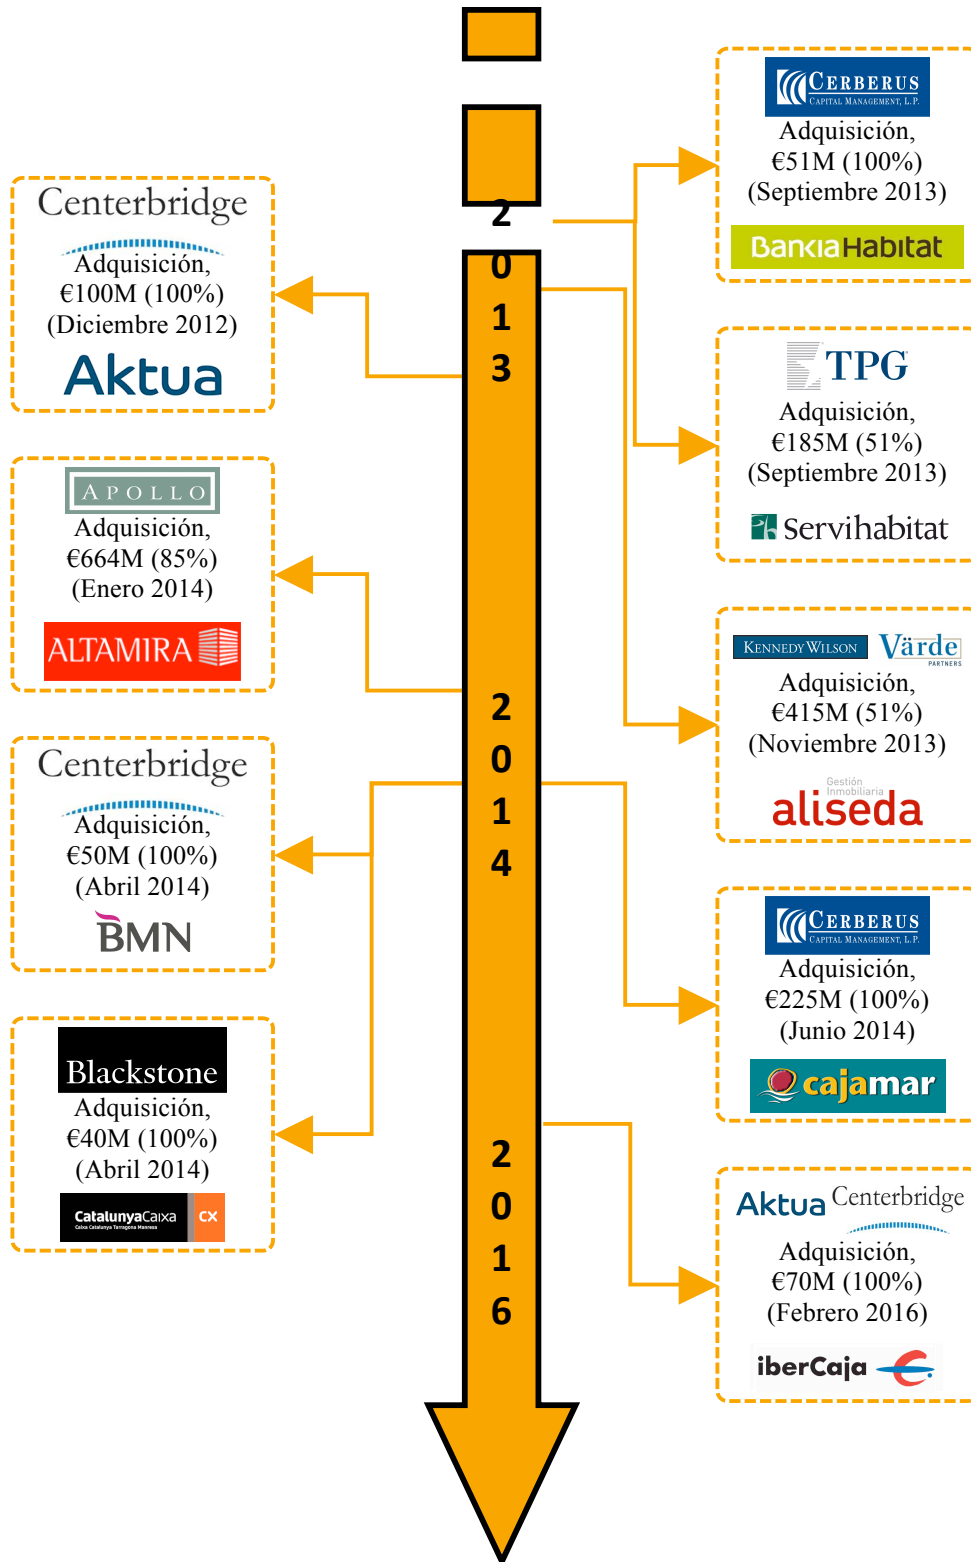 Centerbridge
Adquisición,
€100M (100%)
(Diciembre 2012)
Aktua
APOLLO
Adquisición,
€664M (85%)
(Enero 2014)
ALTAMIRA
Centerbridge
Adquisición,
€50M (100%)
(Abril 2014)
BMN
Blackstone
Adquisición,
€40M (100%)
(Abril 2014)
CatalunyaCaixa CX
Caixa Catalunya Tarragona Manresa
2
0
1
3
2
0
1
4
2
0
1
6
CERBERUS
CAPITAL MANAGEMENT, L.P.
Adquisición,
€51M (100%)
(Septiembre 2013)
BankiaHabitat
TPG
Adquisición,
€185M (51%)
(Septiembre 2013)
Servihabitat
KENNEDY WILSON Värde
PARTNERS
Adquisición,
€415M (51%)
(Noviembre 2013)
Gestión
Inmobiliaria
aliseda
CERBERUS
CAPITAL MANAGEMENT, L.P.
Adquisición,
€225M (100%)
(Junio 2014)
cajamar
Aktua Centerbridge
Adquisición,
€70M (100%)
(Febrero 2016)
iberCaja